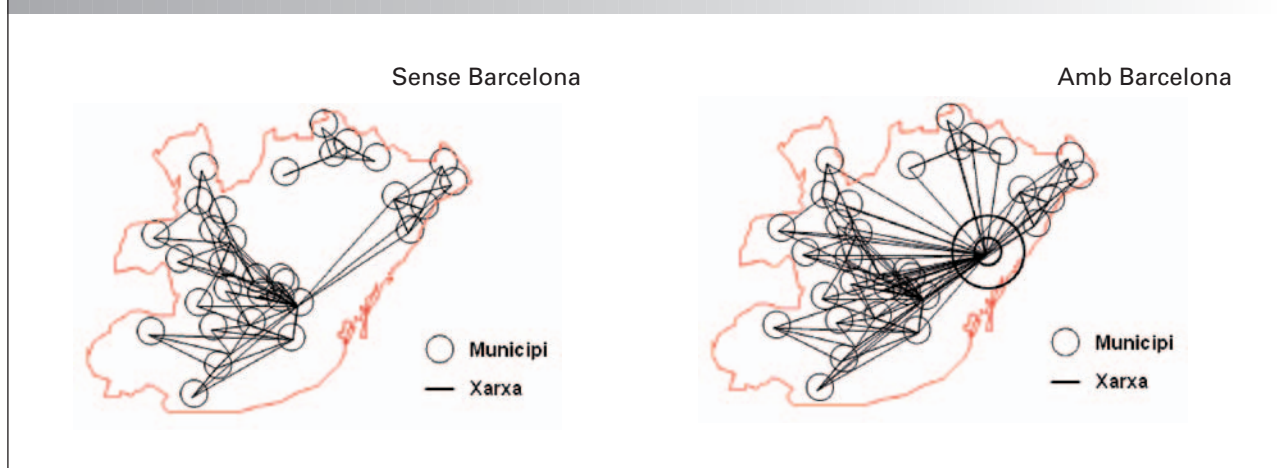 Sense Barcelona
Municipi
Xarxa
Amb Barcelona
Municipi
Xarxa